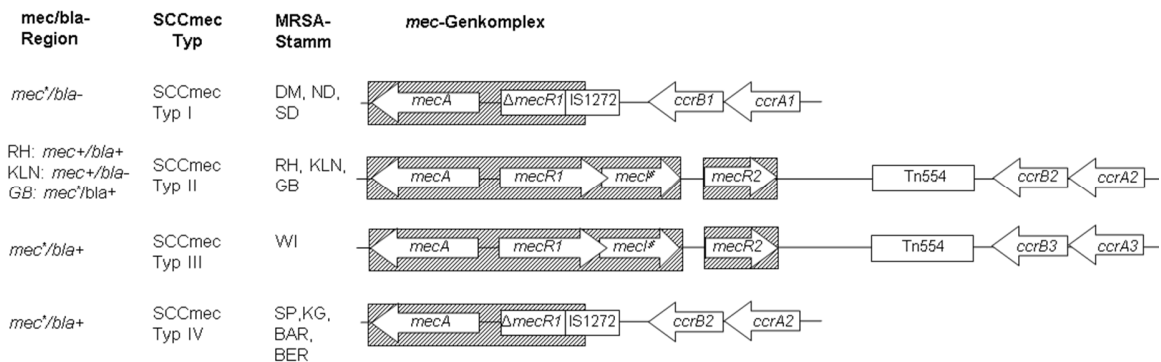 mec/bla-
Region
SCCmec
Typ
MRSA-
Stamm
mec-Genkomplex
mec*/bla-
SCCmec
Typ I
DM, ND,
SD
mecA ΔmecR1 IS1272 ccrB1 ccrA1
RH: mec+/bla+
KLN: mec+/bla-
GB: mec*/bla+
SCCmec
Typ II
RH, KLN,
GB
mecA mecR1 mecI# mecR2 Tn554 ccrB2 ccrA2
mec*/bla+
SCCmec
Typ III
WI
mecA mecR1 mecI# mecR2 Tn554 ccrB3 ccrA3
mec*/bla+
SCCmec
Typ IV
SP,KG,
BAR,
BER
mecA ΔmecR1 IS1272 ccrB2 ccrA2